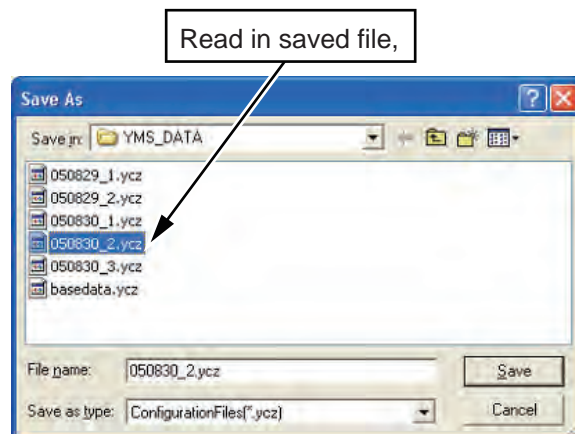 Read in saved file,
Save As
Save in: YMS_DATA
050829_1.ycz
050829_2.ycz
050830_1.ycz
050830_2.ycz
050830_3.ycz
basedata.ycz
File name: 050830_2.ycz Save
Save as type: ConfigurationFiles(*.ycz) Cancel